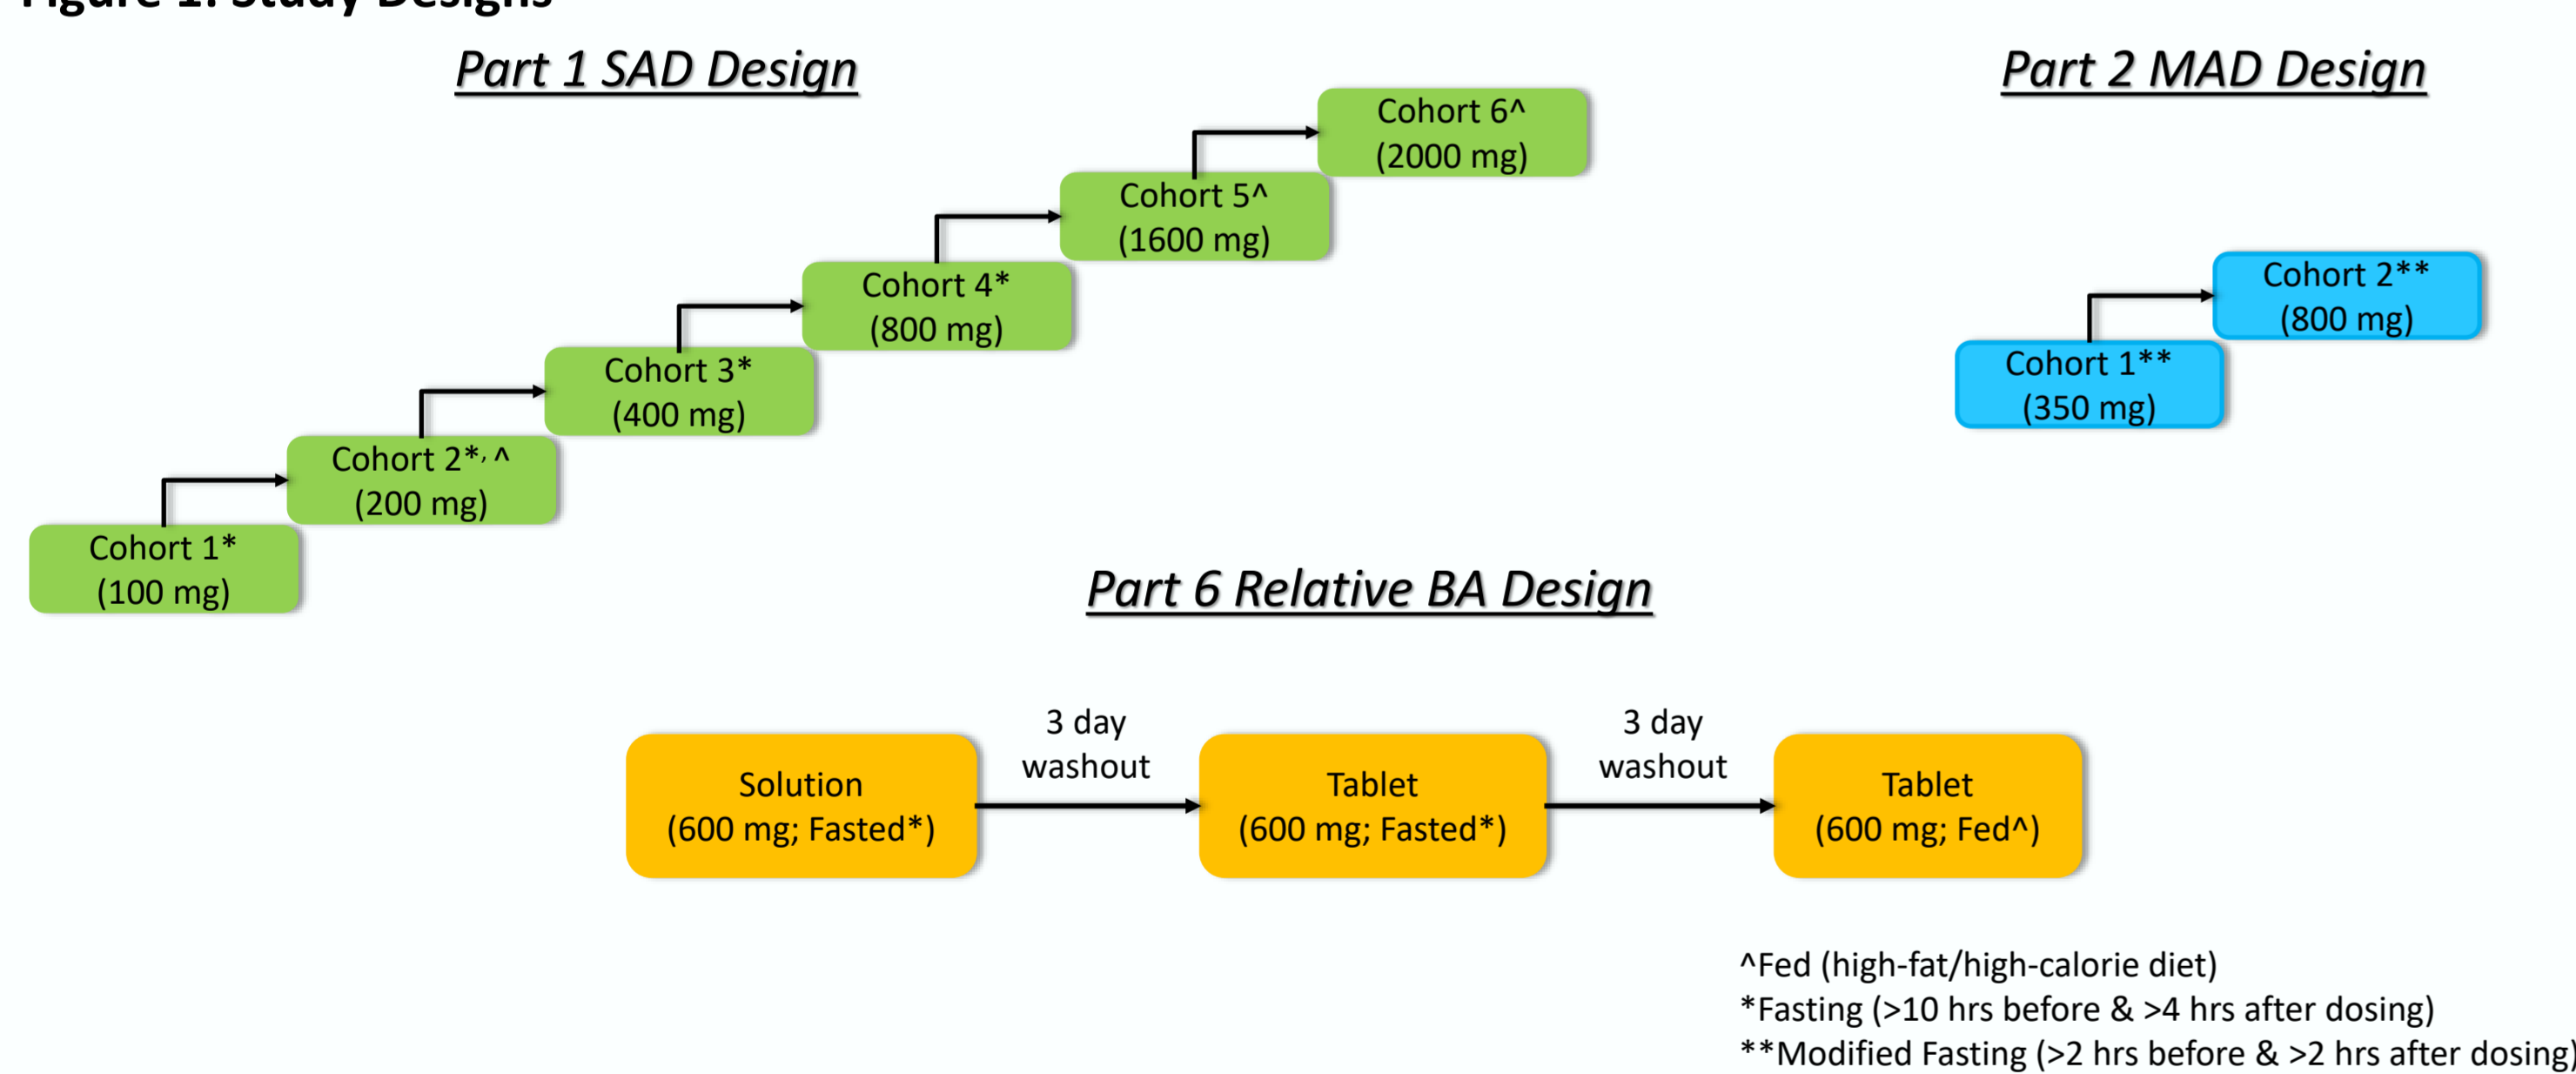 Figure 1. Study Designs
Part 1 SAD Design
Part 2 MAD Design
Cohort 6^
(2000 mg)
Cohort 5^
(1600 mg)
Cohort 4*
(800 mg)
Cohort 3*
(400 mg)
Cohort 2*, ^
(200 mg)
Cohort 1*
(100 mg)
Cohort 2**
(800 mg)
Cohort 1**
(350 mg)
Part 6 Relative BA Design
Solution
(600 mg; Fasted*)
3 day
washout
Tablet
(600 mg; Fasted*)
3 day
washout
Tablet
(600 mg; Fed^)
^Fed (high-fat/high-calorie diet)
*Fasting (>10 hrs before & >4 hrs after dosing)
**Modified Fasting (>2 hrs before & >2 hrs after dosing)